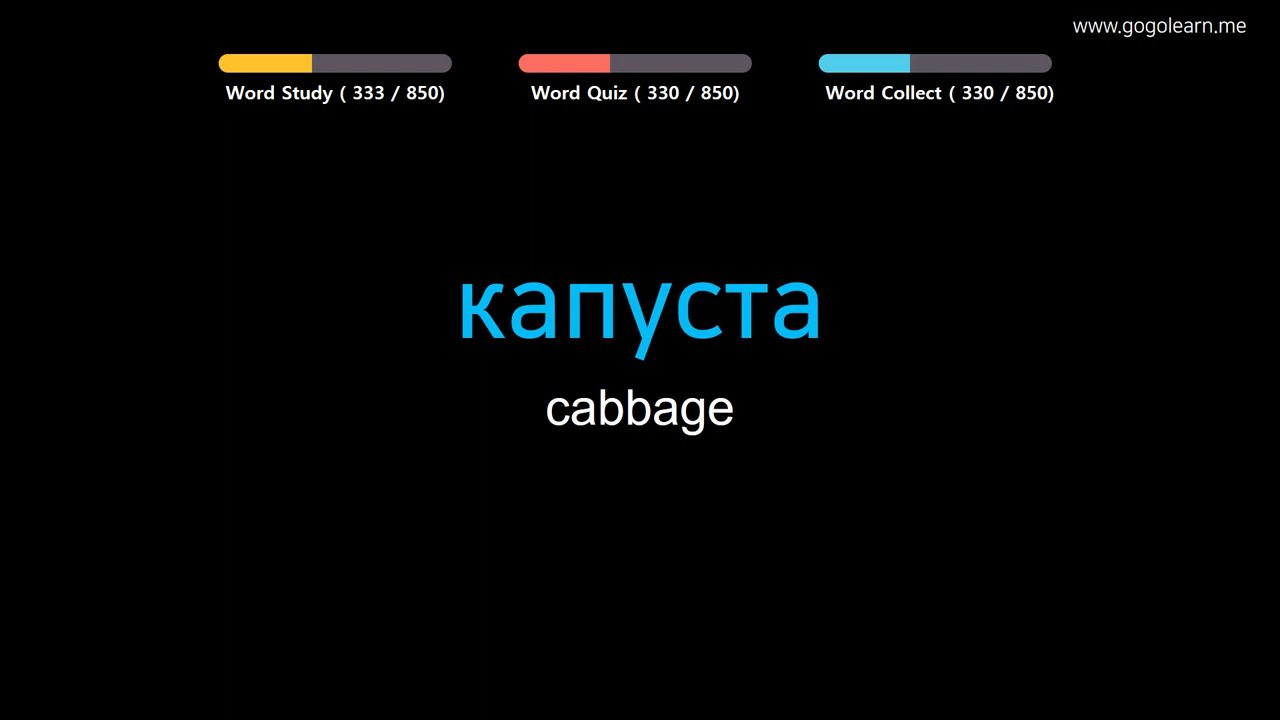 www.gogolearn.me
Word Study ( 333 / 850)
Word Quiz ( 330 / 850)
Word Collect ( 330 / 850)
капуста
cabbage